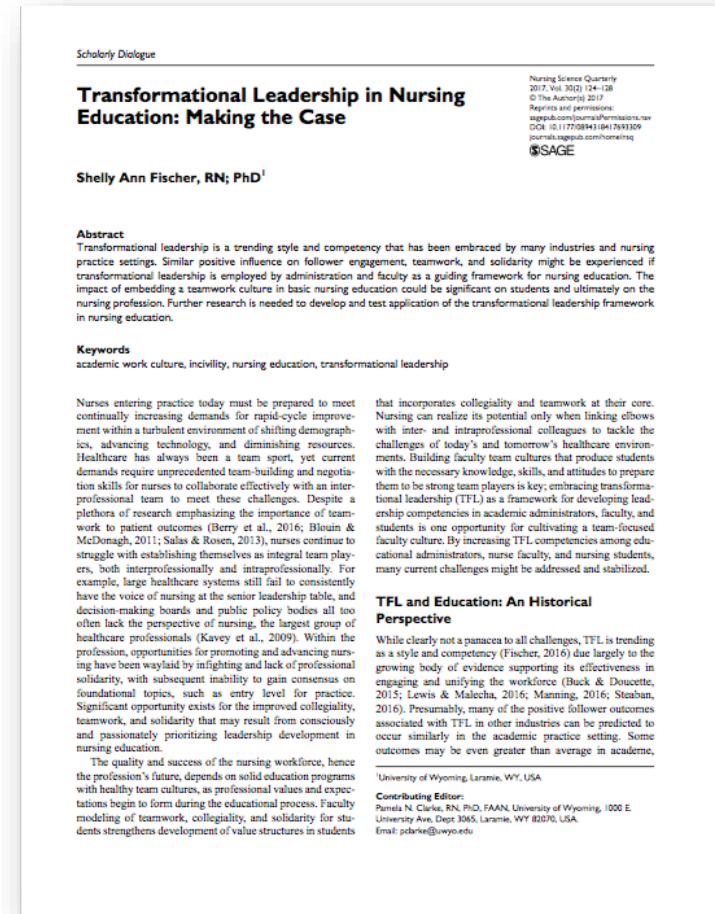 Scholarly Dialogue
Transformational Leadership in Nursing
Education: Making the Case
Nursing Science Quarterly
2017, Vol. 30(2) 124–128
© The Author(s) 2017
Reprints and permissions:
sagepub.com/journalsPermissions.nav
DOI: 10.1177/0894318417693309
journals.sagepub.com/home/nsq
SAGE
Shelly Ann Fischer, RN; PhD¹
Abstract
Transformational leadership is a trending style and competency that has been embraced by many industries and nursing
practice settings. Similar positive influence on follower engagement, teamwork, and solidarity might be experienced if
transformational leadership is employed by administration and faculty as a guiding framework for nursing education. The
impact of embedding a teamwork culture in basic nursing education could be significant on students and ultimately on the
nursing profession. Further research is needed to develop and test application of the transformational leadership framework
in nursing education.
Keywords
academic work culture, incivility, nursing education, transformational leadership
Nurses entering practice today must be prepared to meet
continually increasing demands for rapid-cycle improve-
ment within a turbulent environment of shifting demograph-
ics, advancing technology, and diminishing resources.
Healthcare has always been a team sport, yet current
demands require unprecedented team-building and negotia-
tion skills for nurses to collaborate effectively with an inter-
professional team to meet these challenges. Despite a
plethora of research emphasizing the importance of team-
work to patient outcomes (Berry et al., 2016; Blouin &
McDonagh, 2011; Salas & Rosen, 2013), nurses continue to
struggle with establishing themselves as integral team play-
ers, both interprofessionally and intraprofessionally. For
example, large healthcare systems still fail to consistently
have the voice of nursing at the senior leadership table, and
decision-making boards and public policy bodies all too
often lack the perspective of nursing, the largest group of
healthcare professionals (Kavey et al., 2009). Within the
profession, opportunities for promoting and advancing nurs-
ing have been waylaid by infighting and lack of professional
solidarity, with subsequent inability to gain consensus on
foundational topics, such as entry level for practice.
Significant opportunity exists for the improved collegiality,
teamwork, and solidarity that may result from consciously
and passionately prioritizing leadership development in
nursing education.
The quality and success of the nursing workforce, hence
the profession's future, depends on solid education programs
with healthy team cultures, as professional values and expec-
tations begin to form during the educational process. Faculty
modeling of teamwork, collegiality, and solidarity for stu-
dents strengthens development of value structures in students
that incorporates collegiality and teamwork at their core.
Nursing can realize its potential only when linking elbows
with inter- and intraprofessional colleagues to tackle the
challenges of today's and tomorrow's healthcare environ-
ments. Building faculty team cultures that produce students
with the necessary knowledge, skills, and attitudes to prepare
them to be strong team players is key; embracing transforma-
tional leadership (TFL) as a framework for developing lead-
ership competencies in academic administrators, faculty, and
students is one opportunity for cultivating a team-focused
faculty culture. By increasing TFL competencies among edu-
cational administrators, nurse faculty, and nursing students,
many current challenges might be addressed and stabilized.
TFL and Education: An Historical
Perspective
While clearly not a panacea to all challenges, TFL is trending
as a style and competency (Fischer, 2016) due largely to the
growing body of evidence supporting its effectiveness in
engaging and unifying the workforce (Buck & Doucette,
2015; Lewis & Malecha, 2016; Manning, 2016; Steaban,
2016). Presumably, many of the positive follower outcomes
associated with TFL in other industries can be predicted to
occur similarly in the academic practice setting. Some
outcomes may be even greater than average in academe,
¹University of Wyoming, Laramie, WY, USA
Contributing Editor:
Pamela N. Clarke, RN, PhD, FAAN, University of Wyoming, 1000 E.
University Ave, Dept 3065, Laramie, WY 82070, USA.
Email: pclarke@uwyo.edu